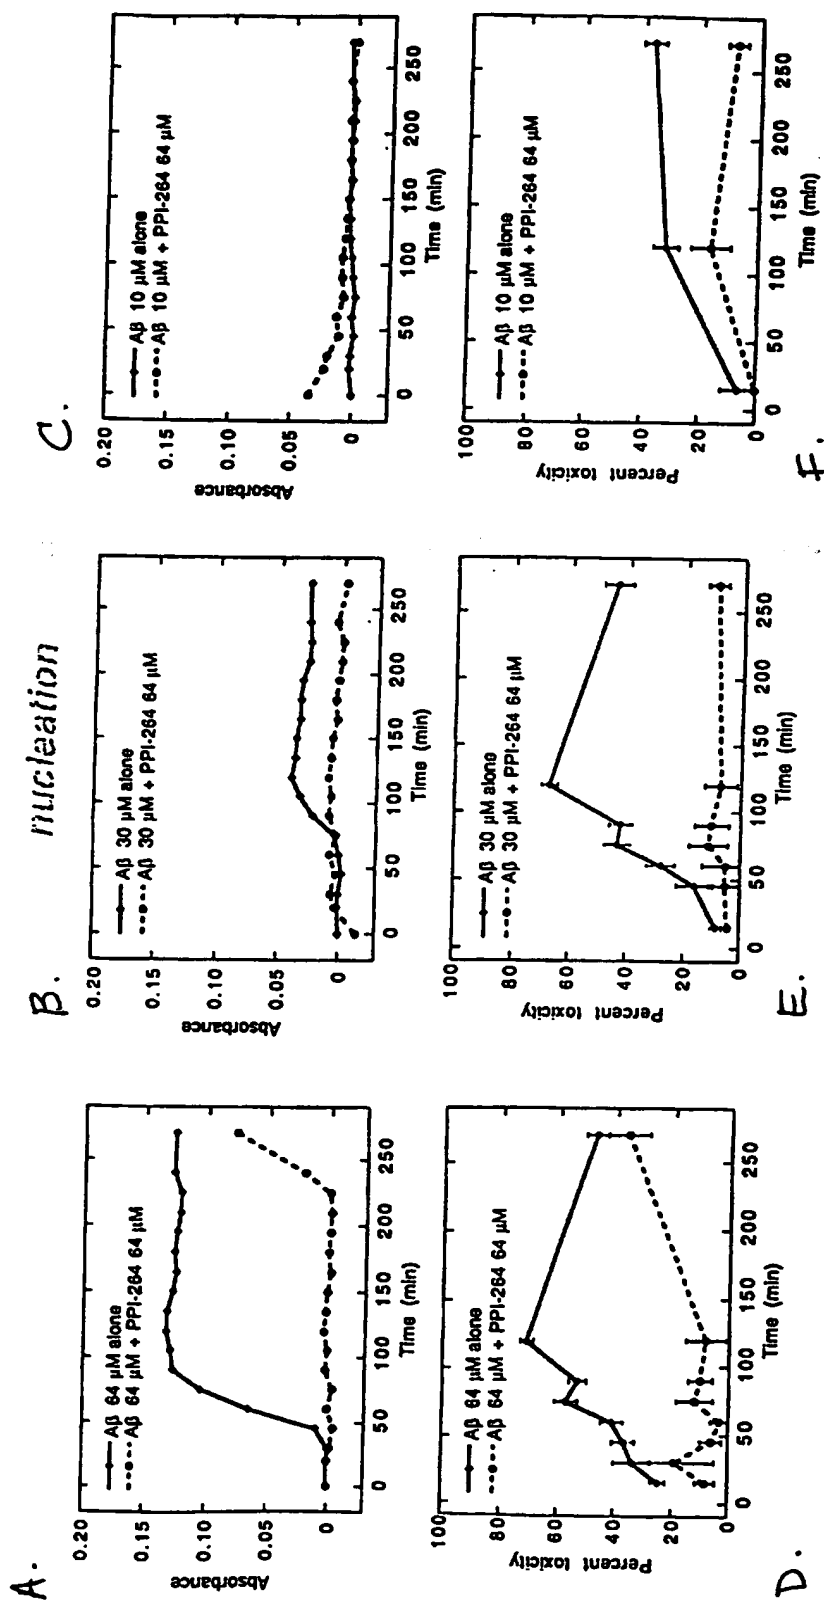 nucleation
A.
0.20
0.15
0.10
0.05
0
Absorbance
Aβ 64 µM alone
Aβ 64 µM + PPI-264 64 µM
0 50 100 150 200 250
Time (min)
B.
0.20
0.15
0.10
0.05
0
Absorbance
Aβ 30 µM alone
Aβ 30 µM + PPI-264 64 µM
0 50 100 150 200 250
Time (min)
C.
0.20
0.15
0.10
0.05
0
Absorbance
Aβ 10 µM alone
Aβ 10 µM + PPI-264 64 µM
0 50 100 150 200 250
Time (min)
D.
100
80
60
40
20
0
Percent toxicity
Aβ 64 µM alone
Aβ 64 µM + PPI-264 64 µM
0 50 100 150 200 250
Time (min)
E.
100
80
60
40
20
0
Percent toxicity
Aβ 30 µM alone
Aβ 30 µM + PPI-264 64 µM
0 50 100 150 200 250
Time (min)
F.
100
80
60
40
20
0
Percent toxicity
Aβ 10 µM alone
Aβ 10 µM + PPI-264 64 µM
0 50 100 150 200 250
Time (min)